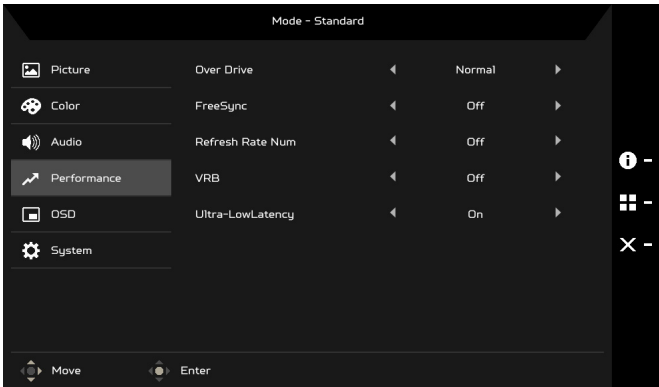 Mode - Standard
Picture
Over Drive Normal
Color
FreeSync Off
Audio
Refresh Rate Num Off
Performance
VRB Off
OSD
Ultra-LowLatency On
System
Move Enter